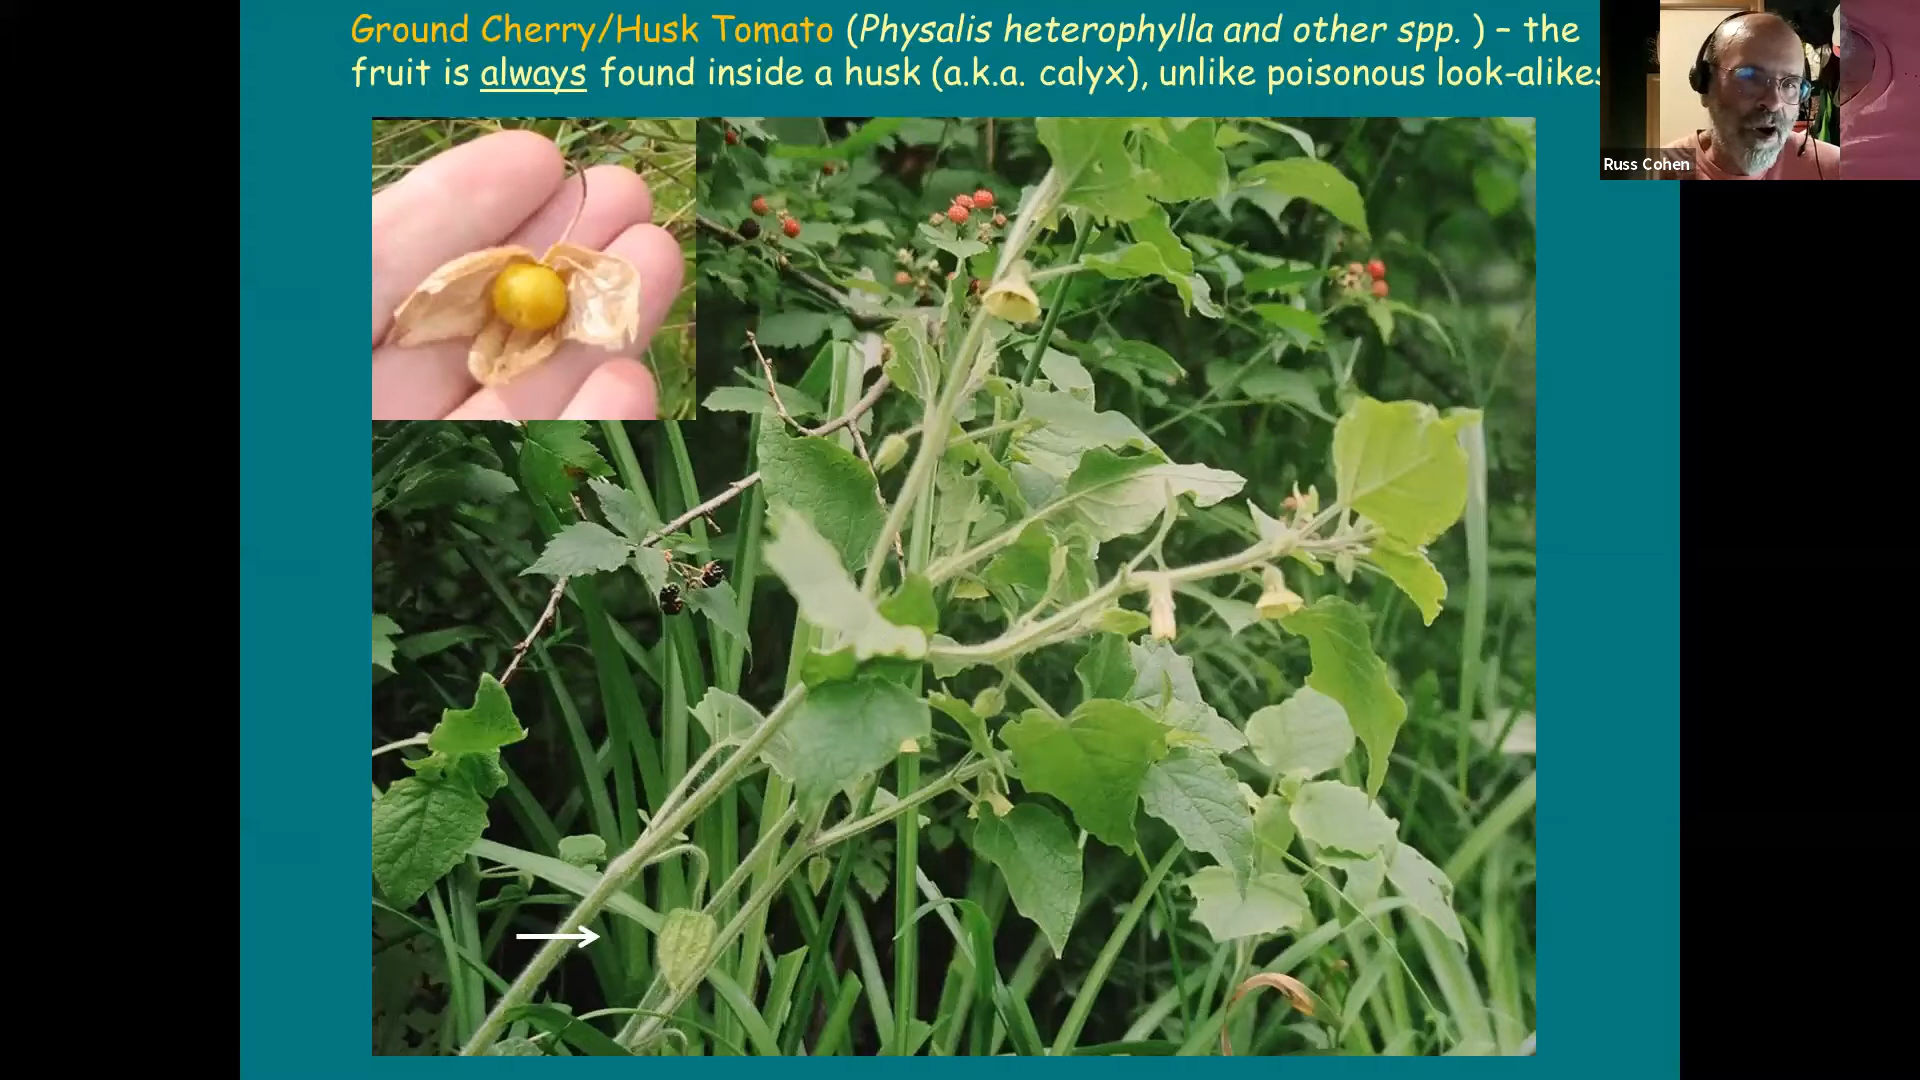 Ground Cherry/Husk Tomato (Physalis heterophylla and other spp. ) – the
fruit is always found inside a husk (a.k.a. calyx), unlike poisonous look-alikes
Russ Cohen